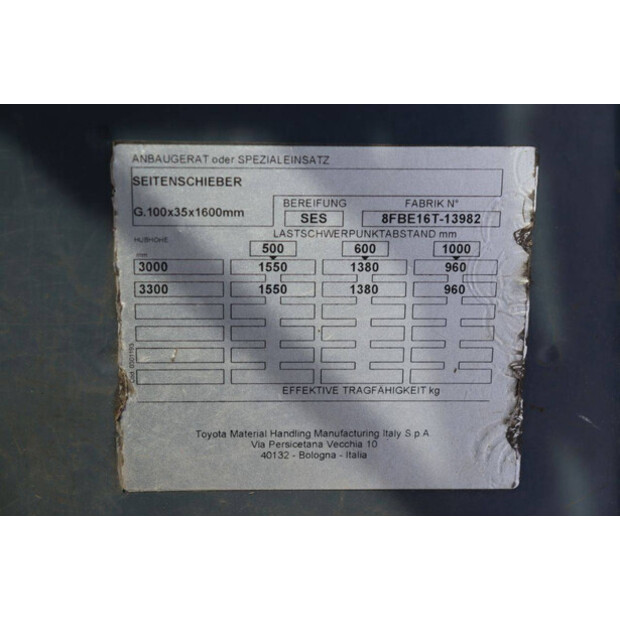 ANBAUGERAT oder SPEZIALEINSATZ
SEITENSCHIEBER
G.100x35x1600mm
BEREIFUNG FABRIK N°
SES 8FBE16T-13982
LASTSCHWERPUNKTABSTAND mm
HUBHÖHE
mm
500 600 1000
3000 1550 1380 960
3300 1550 1380 960
EFFEKTIVE TRAGFÄHIGKEIT kg
Toyota Material Handling Manufacturing Italy S.p.A.
Via Persicetana Vecchia 10
40132 - Bologna - Italia